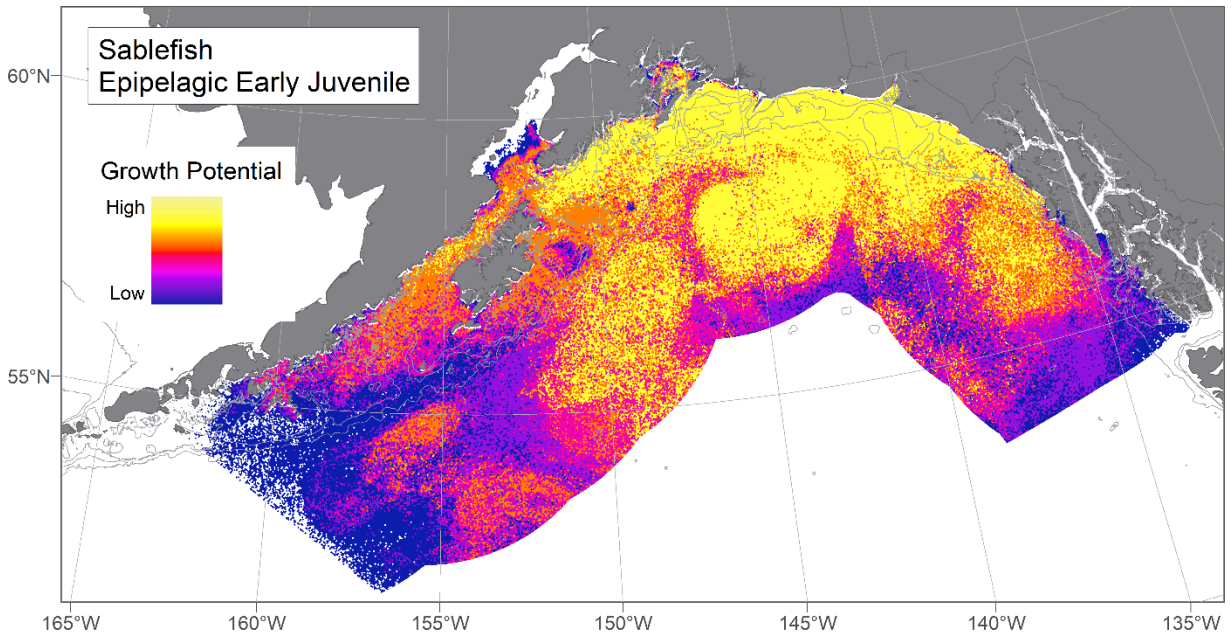 Sablefish
Epipelagic Early Juvenile
60°N
Growth Potential
High
Low
55°N
165°W 160°W 155°W 150°W 145°W 140°W 135°W